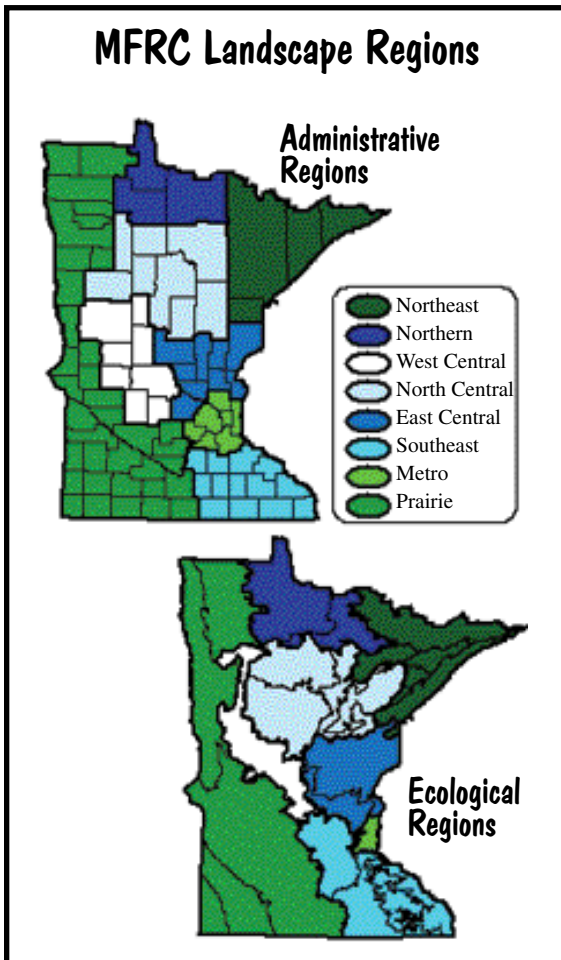 MFRC Landscape Regions
Administrative
Regions
Northeast
Northern
West Central
North Central
East Central
Southeast
Metro
Prairie
Ecological
Regions